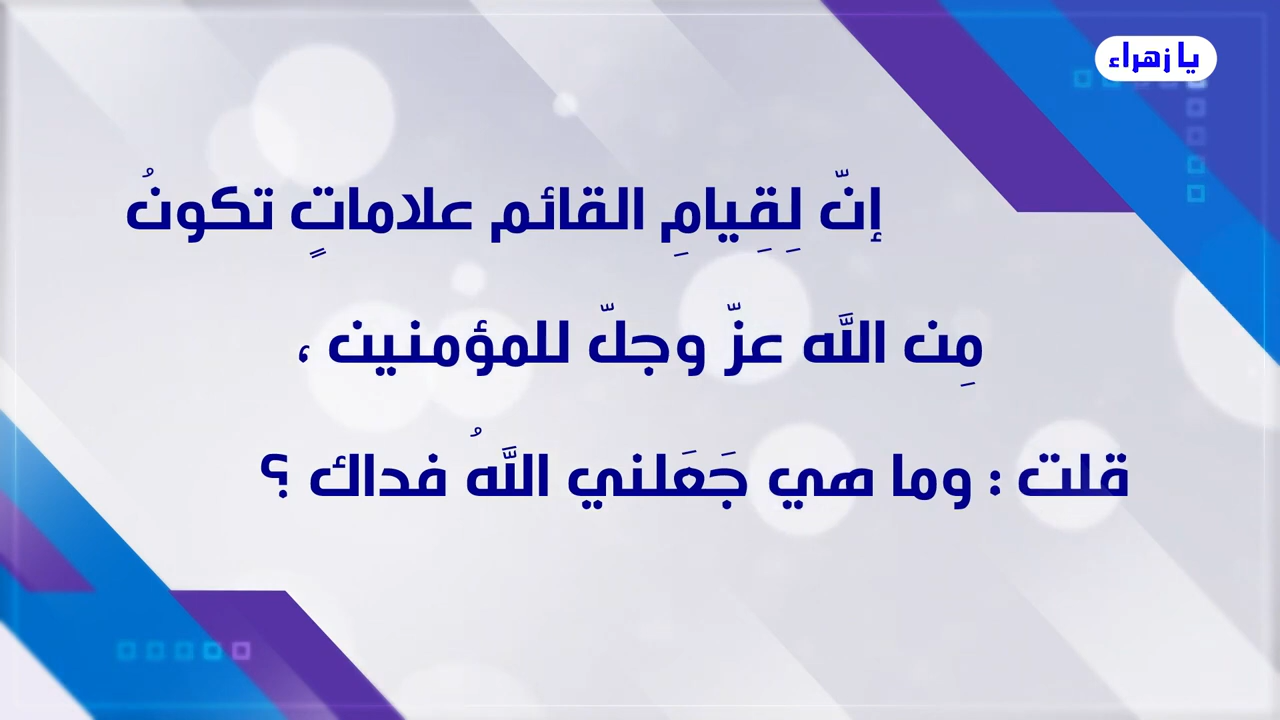 يا زهراء
إنّ لِقِيامِ القائم علاماتٍ تكونُ
مِن اللَّه عزّ وجلّ للمؤمنين ،
قلت : وما هي جَعَلني اللَّهُ فداك ؟